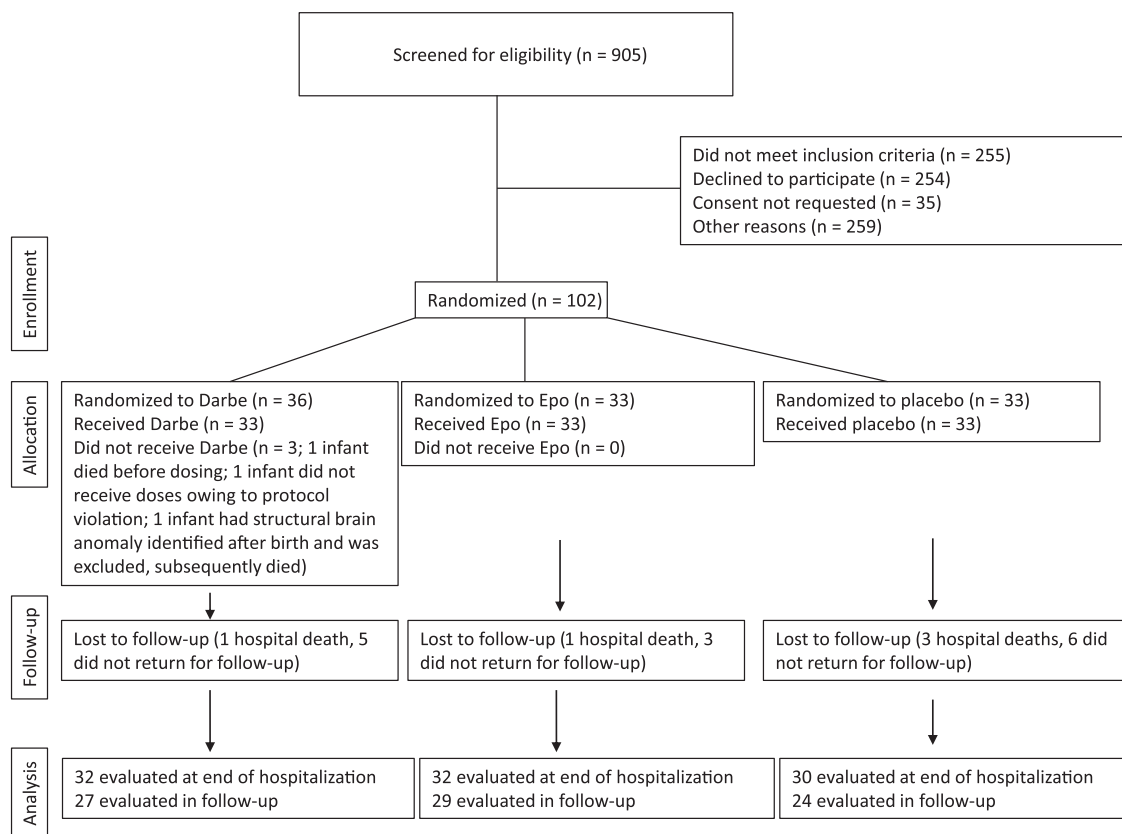 Screened for eligibility (n = 905)
Did not meet inclusion criteria (n = 255)
Declined to participate (n = 254)
Consent not requested (n = 35)
Other reasons (n = 259)
Enrollment
Randomized (n = 102)
Allocation
Randomized to Darbe (n = 36)
Received Darbe (n = 33)
Did not receive Darbe (n = 3; 1 infant
died before dosing; 1 infant did not
receive doses owing to protocol
violation; 1 infant had structural brain
anomaly identified after birth and was
excluded, subsequently died)
Randomized to Epo (n = 33)
Received Epo (n = 33)
Did not receive Epo (n = 0)
Randomized to placebo (n = 33)
Received placebo (n = 33)
Follow-up
Lost to follow-up (1 hospital death, 5
did not return for follow-up)
Lost to follow-up (1 hospital death, 3
did not return for follow-up)
Lost to follow-up (3 hospital deaths, 6 did
not return for follow-up)
Analysis
32 evaluated at end of hospitalization
27 evaluated in follow-up
32 evaluated at end of hospitalization
29 evaluated in follow-up
30 evaluated at end of hospitalization
24 evaluated in follow-up